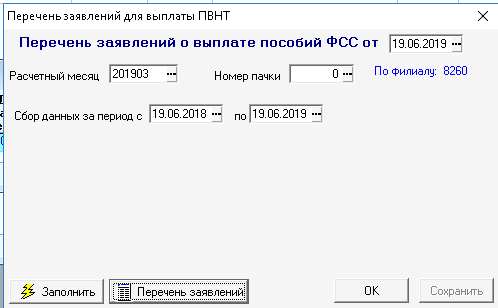 Перечень заявлений для выплаты ПВНТ
Перечень заявлений о выплате пособий ФСС от 19.06.2019
Расчетный месяц 201903 Номер пачки 0 По филиалу: 8260
Сбор данных за период с 19.06.2018 по 19.06.2019
Заполнить Перечень заявлений OK Сохранить